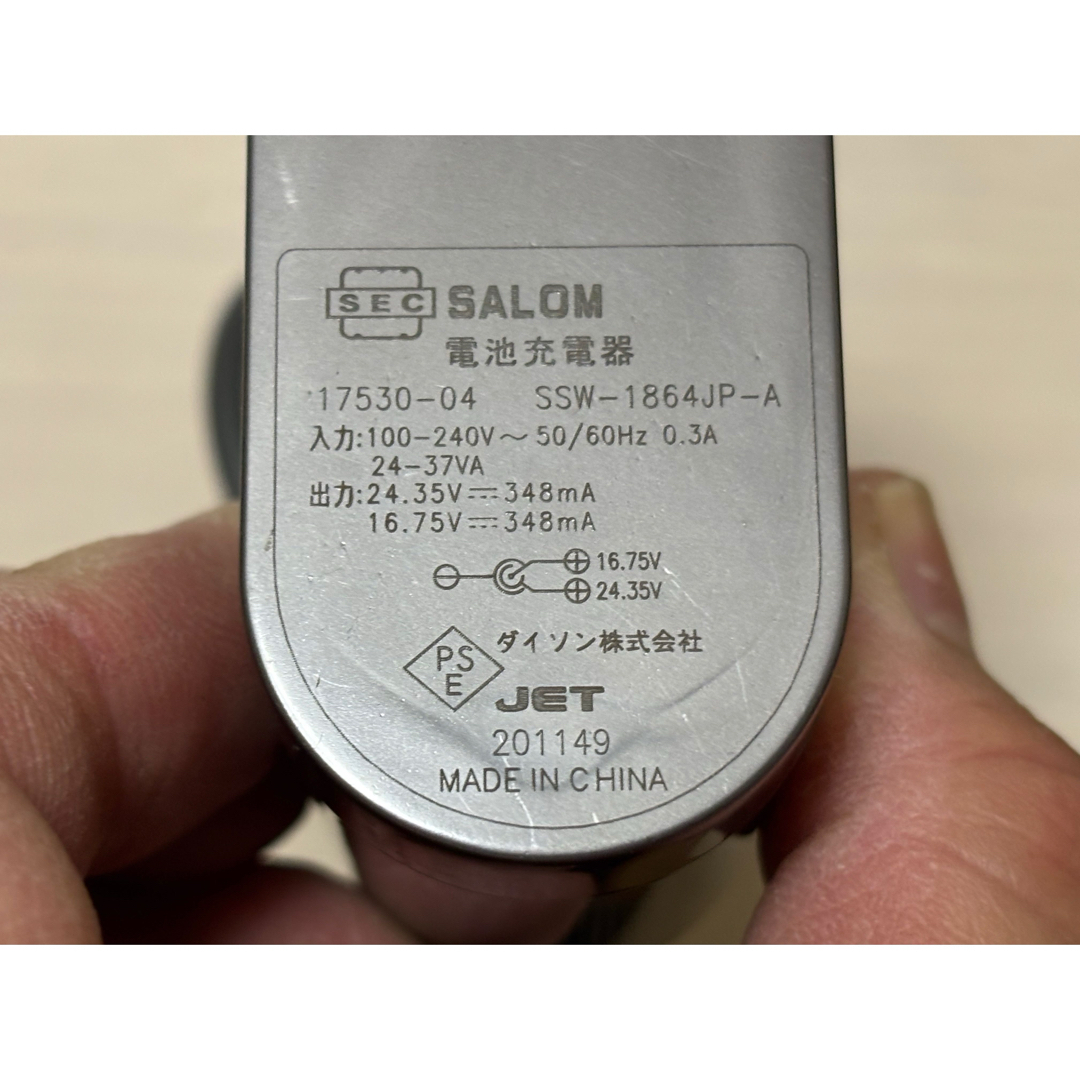 SEC SALOM
電池充電器
17530-04 SSW-1864JP-A
入力:100-240V～50/60Hz 0.3A
24-37VA
出力:24.35V⎓348mA
16.75V⎓348mA
16.75V
24.35V
ダイソン株式会社
PS
E
JET
201149
MADE IN CHINA